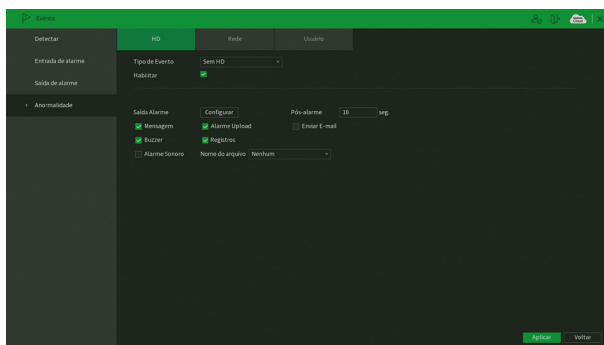 Evento
Detectar
Entrada de alarme
Saída de alarme
Anormalidade
HD Rede Usuário
Tipo de Evento Sem HD
Habilitar
Saída Alarme Configurar Pós-alarme 10 seg.
Mensagem Alarme Upload Enviar E-mail
Buzzer Registros
Alarme Sonoro Nome do arquivo Nenhum
Aplicar Voltar